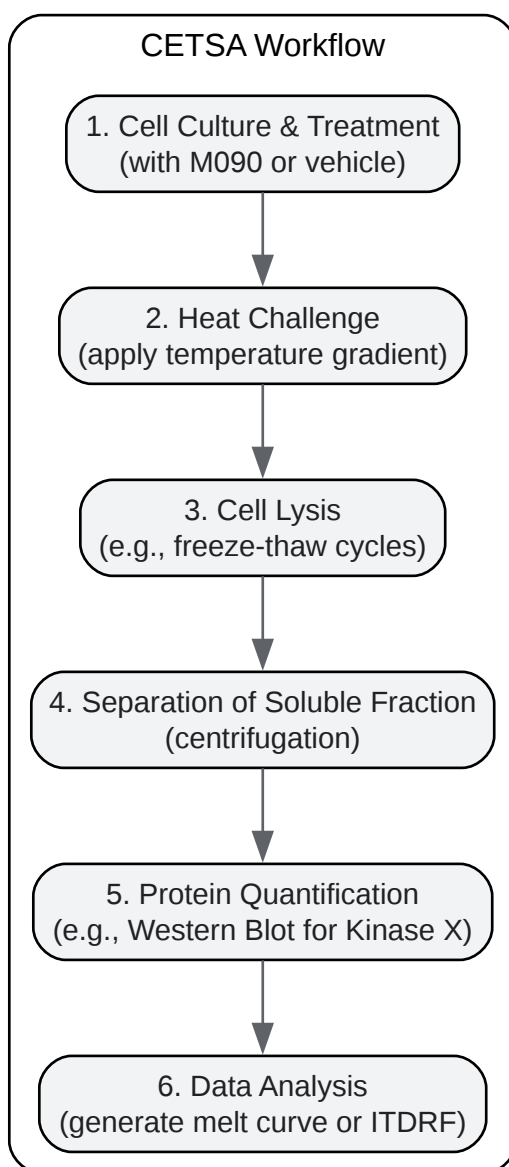 CETSA Workflow
1. Cell Culture & Treatment
(with M090 or vehicle)
2. Heat Challenge
(apply temperature gradient)
3. Cell Lysis
(e.g., freeze-thaw cycles)
4. Separation of Soluble Fraction
(centrifugation)
5. Protein Quantification
(e.g., Western Blot for Kinase X)
6. Data Analysis
(generate melt curve or ITDRF)